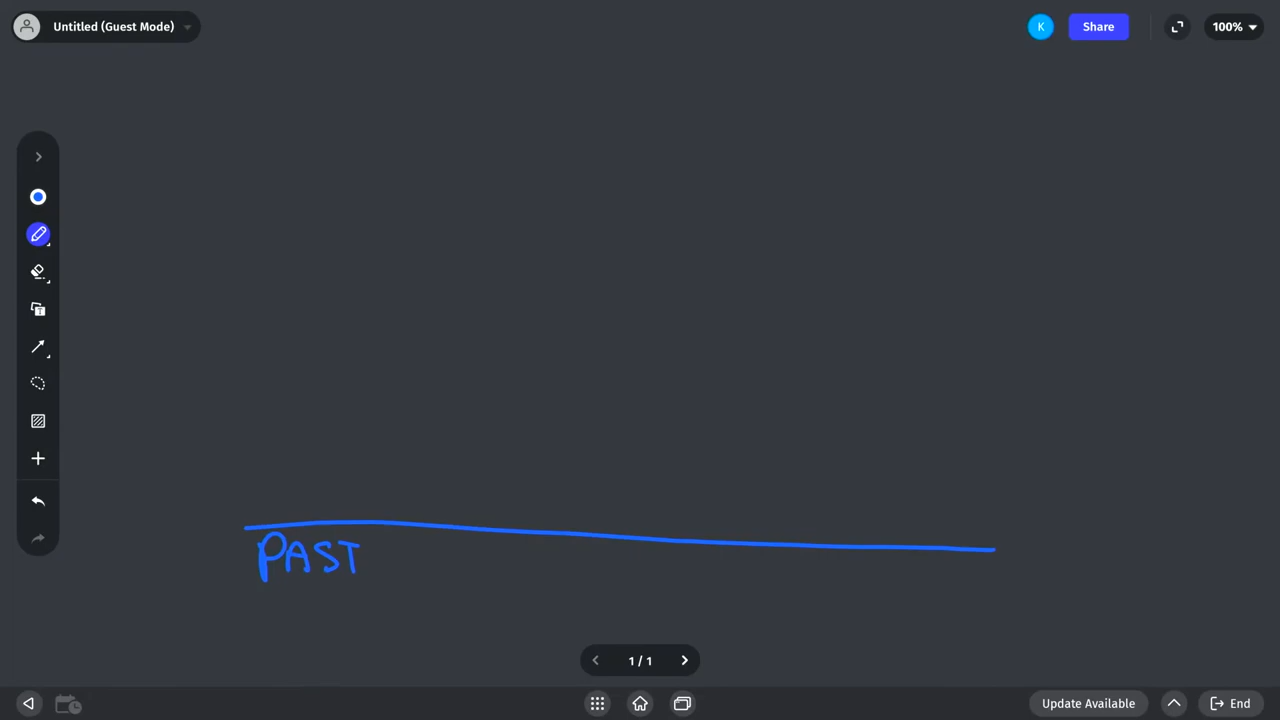 Untitled (Guest Mode)
K
Share
100%
PAST
1 / 1
Update Available
End